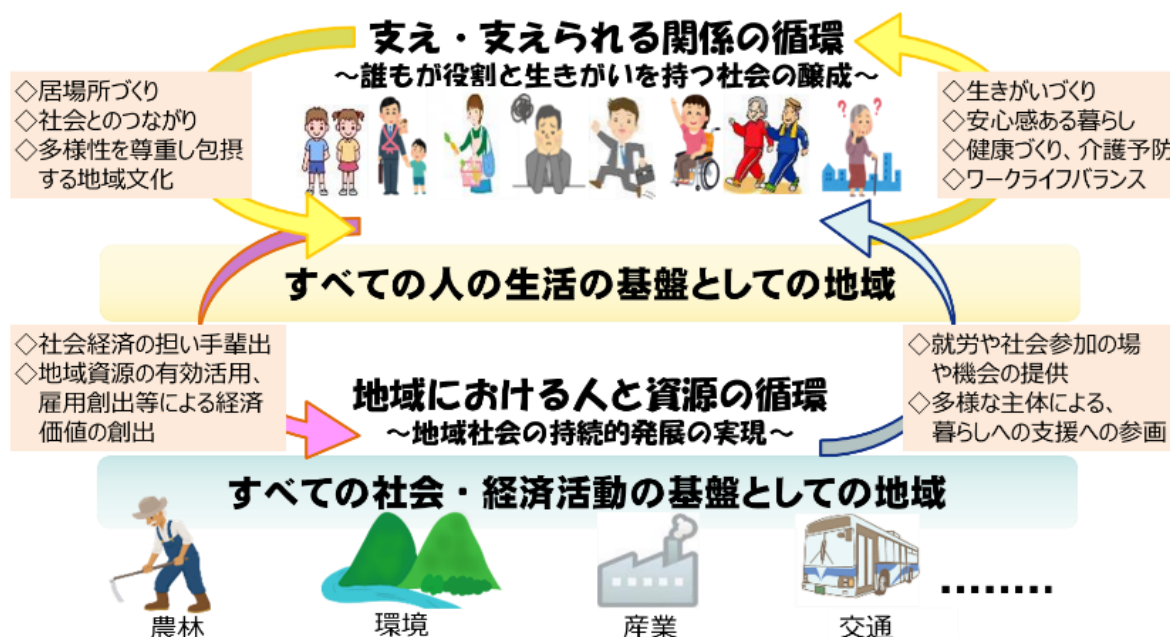 支え・支えられる関係の循環
~誰もが役割と生きがいを持つ社会の醸成~
◇居場所づくり
◇社会とのつながり
◇多様性を尊重し包摂
する地域文化
◇生きがいづくり
◇安心感ある暮らし
◇健康づくり、介護予防
◇ワークライフバランス
すべての人の生活の基盤としての地域
◇社会経済の担い手輩出
◇地域資源の有効活用、
雇用創出等による経済
価値の創出
◇就労や社会参加の場
や機会の提供
◇多様な主体による、
暮らしへの支援への参画
地域における人と資源の循環
~地域社会の持続的発展の実現~
すべての社会・経済活動の基盤としての地域
農林
環境
産業
交通
………